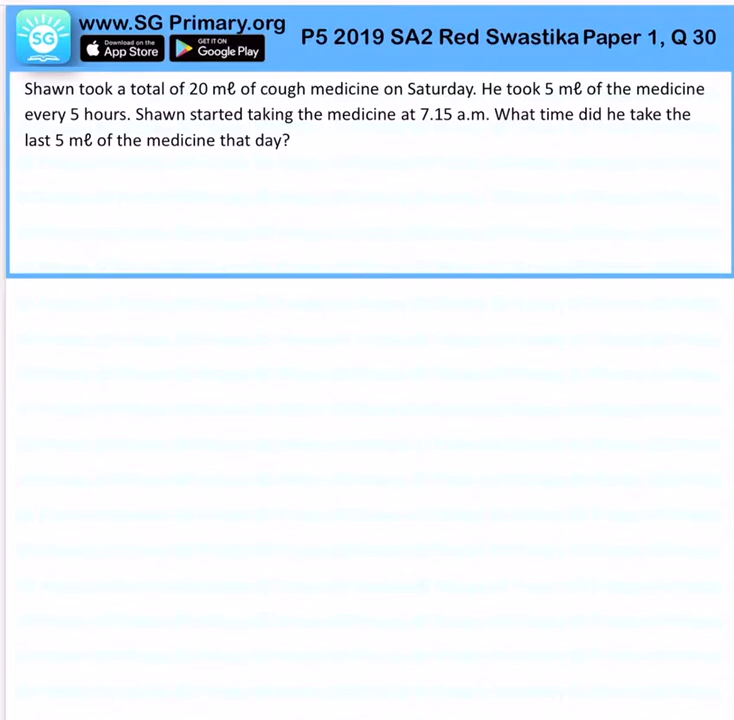 SG
www.SG Primary.org
Download on the
App Store
GET IT ON
Google Play
P5 2019 SA2 Red Swastika Paper 1, Q 30
Shawn took a total of 20 mℓ of cough medicine on Saturday. He took 5 mℓ of the medicine
every 5 hours. Shawn started taking the medicine at 7.15 a.m. What time did he take the
last 5 mℓ of the medicine that day?